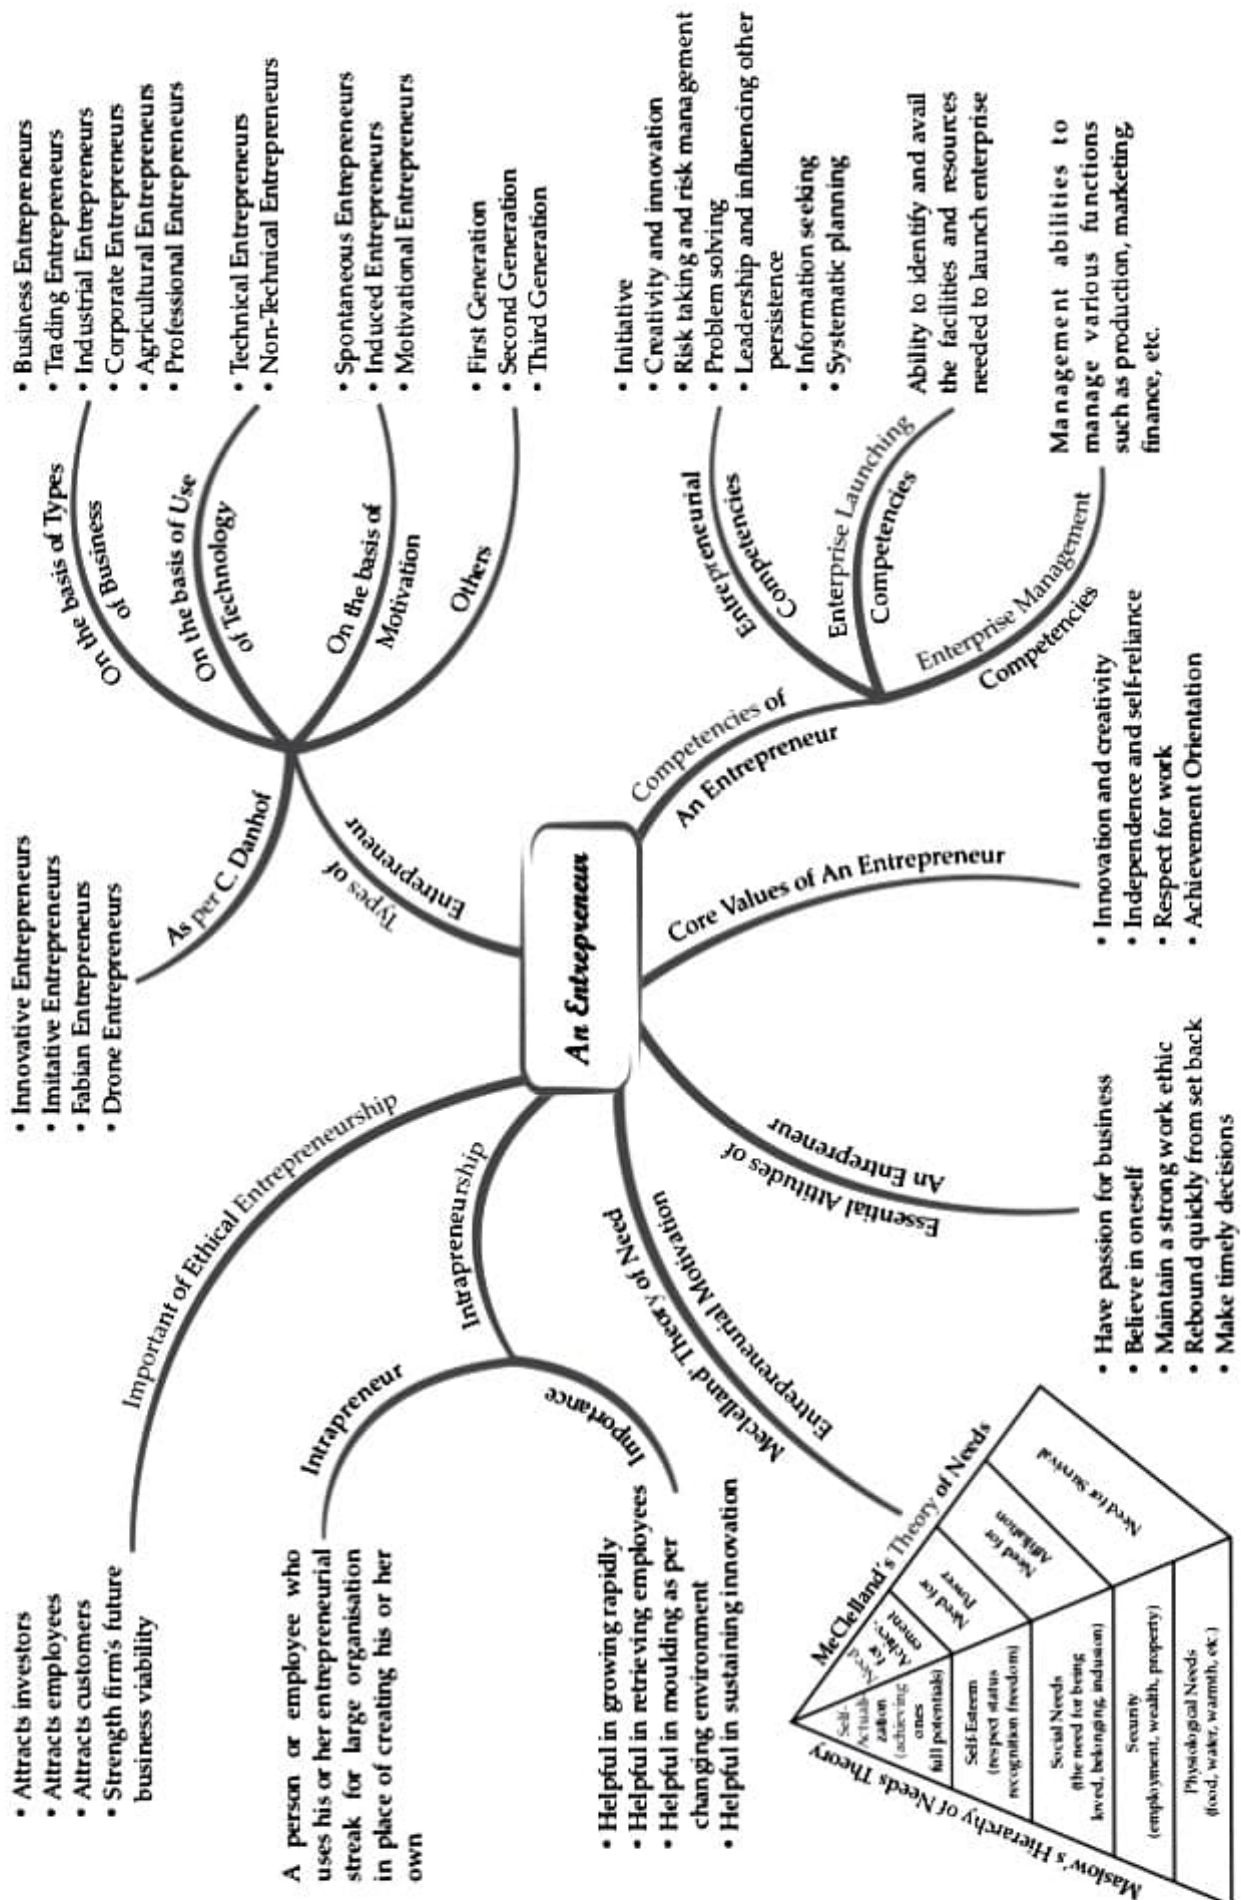 An Entrepreneur
Important of Ethical Entrepreneurship
• Attracts investors
• Attracts employees
• Attracts customers
• Strength firm's future
business viability
Intrapreneurship
Intrapreneur
A person or employee who
uses his or her entrepreneurial
streak for large organisation
in place of creating his or her
own
Importance
• Helpful in growing rapidly
• Helpful in retrieving employees
• Helpful in moulding as per
changing environment
• Helpful in sustaining innovation
Types of
Entrepreneur
As per C. Danhof
• Innovative Entrepreneurs
• Imitative Entrepreneurs
• Fabian Entrepreneurs
• Drone Entrepreneurs
On the basis of Types
of Business
• Business Entrepreneurs
• Trading Entrepreneurs
• Industrial Entrepreneurs
• Corporate Entrepreneurs
• Agricultural Entrepreneurs
• Professional Entrepreneurs
On the basis of Use
of Technology
• Technical Entrepreneurs
• Non-Technical Entrepreneurs
On the basis of
Motivation
• Spontaneous Entrepreneurs
• Induced Entrepreneurs
• Motivational Entrepreneurs
Others
• First Generation
• Second Generation
• Third Generation
Competencies of
An Entrepreneur
Entrepreneurial
Competencies
• Initiative
• Creativity and innovation
• Risk taking and risk management
• Problem solving
• Leadership and influencing other
persistence
• Information seeking
• Systematic planning
Enterprise Launching
Competencies
Ability to identify and avail
the facilities and resources
needed to launch enterprise
Enterprise Management
Competencies
Management abilities to
manage various functions
such as production, marketing,
finance, etc.
Core Values of An Entrepreneur
• Innovation and creativity
• Independence and self-reliance
• Respect for work
• Achievement Orientation
Essential Attitudes of
An Entrepreneur
• Have passion for business
• Believe in oneself
• Maintain a strong work ethic
• Rebound quickly from set back
• Make timely decisions
Meclelland' Theory of Need
Entrepreneurial Motivation
McClelland's Theory of Needs
Need
for
Achiev-
ement
Need for
Power
Need for
Affiliation
Need for Survival
Maslow's Hierarchy of Needs Theory
Self-
Actuali-
zation
(achieving
ones
full potentials)
Self-Esteem
(respect status
recognition freedom)
Social Needs
(the need for being
loved, belonging, inclusion)
Security
(employment, wealth, property)
Physiological Needs
(food, water, warmth, etc.)